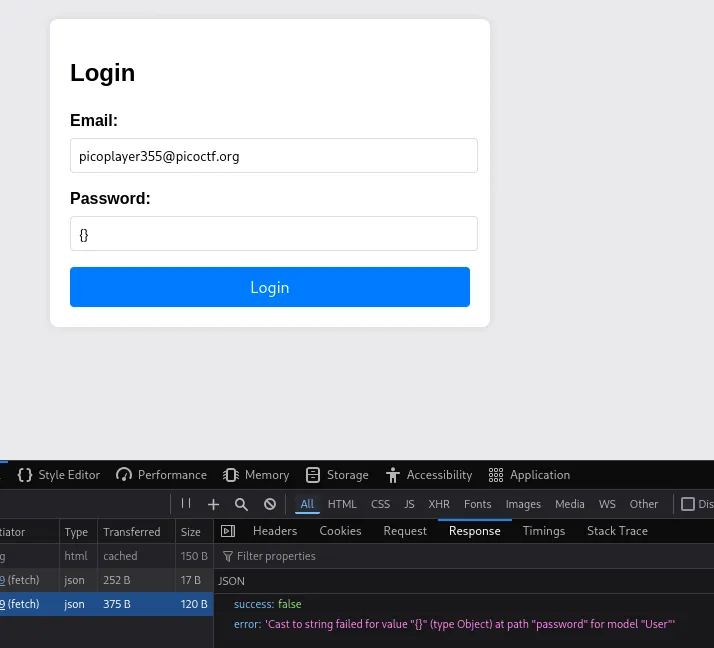 Login
Email:
picoplayer355@picoctf.org
Password:
{}
Login
{} Style Editor Performance Memory Storage Accessibility Application
All HTML CSS JS XHR Fonts Images Media WS Other Dis
tiator Type Transferred Size Headers Cookies Request Response Timings Stack Trace
g html cached 150 B Filter properties
9 (fetch) json 252 B 17 B JSON
9 (fetch) json 375 B 120 B success: false
error: 'Cast to string failed for value "{}" (type Object) at path "password" for model "User"'